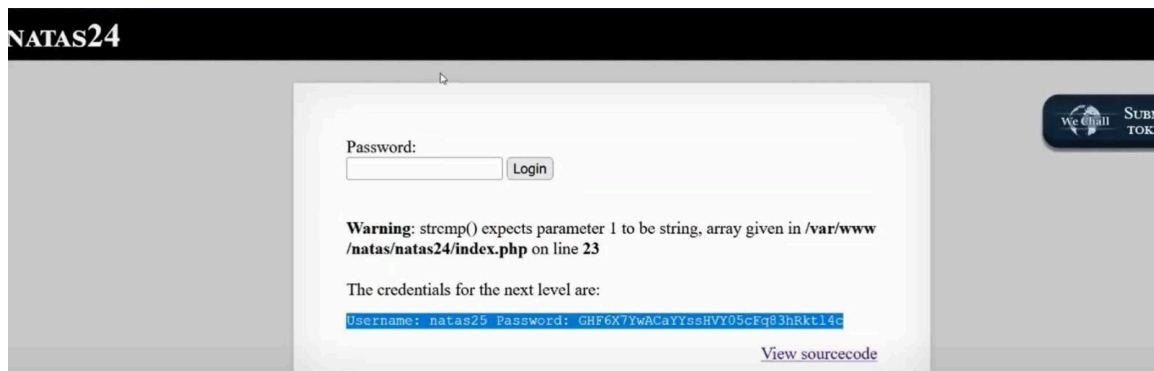 NATAS24
We Chall
Password:
Login
Warning: strcmp() expects parameter 1 to be string, array given in /var/www
/natas/natas24/index.php on line 23
The credentials for the next level are:
Username: natas25 Password: GHF6X7YwACaYYssHVY05cFq83hRktl4c
View sourcecode